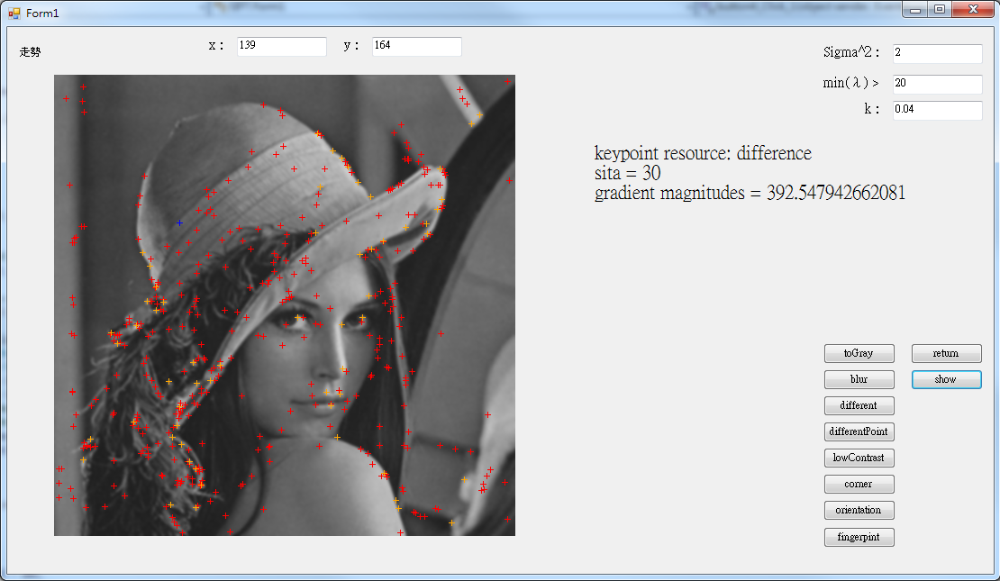 Form1
走勢
x : 139 y : 164
Sigma^2 : 2
min(λ) > 20
k : 0.04
keypoint resource: difference
sita = 30
gradient magnitudes = 392.547942662081
toGray return
blur show
different
differentPoint
lowContrast
corner
orientation
fingerpint